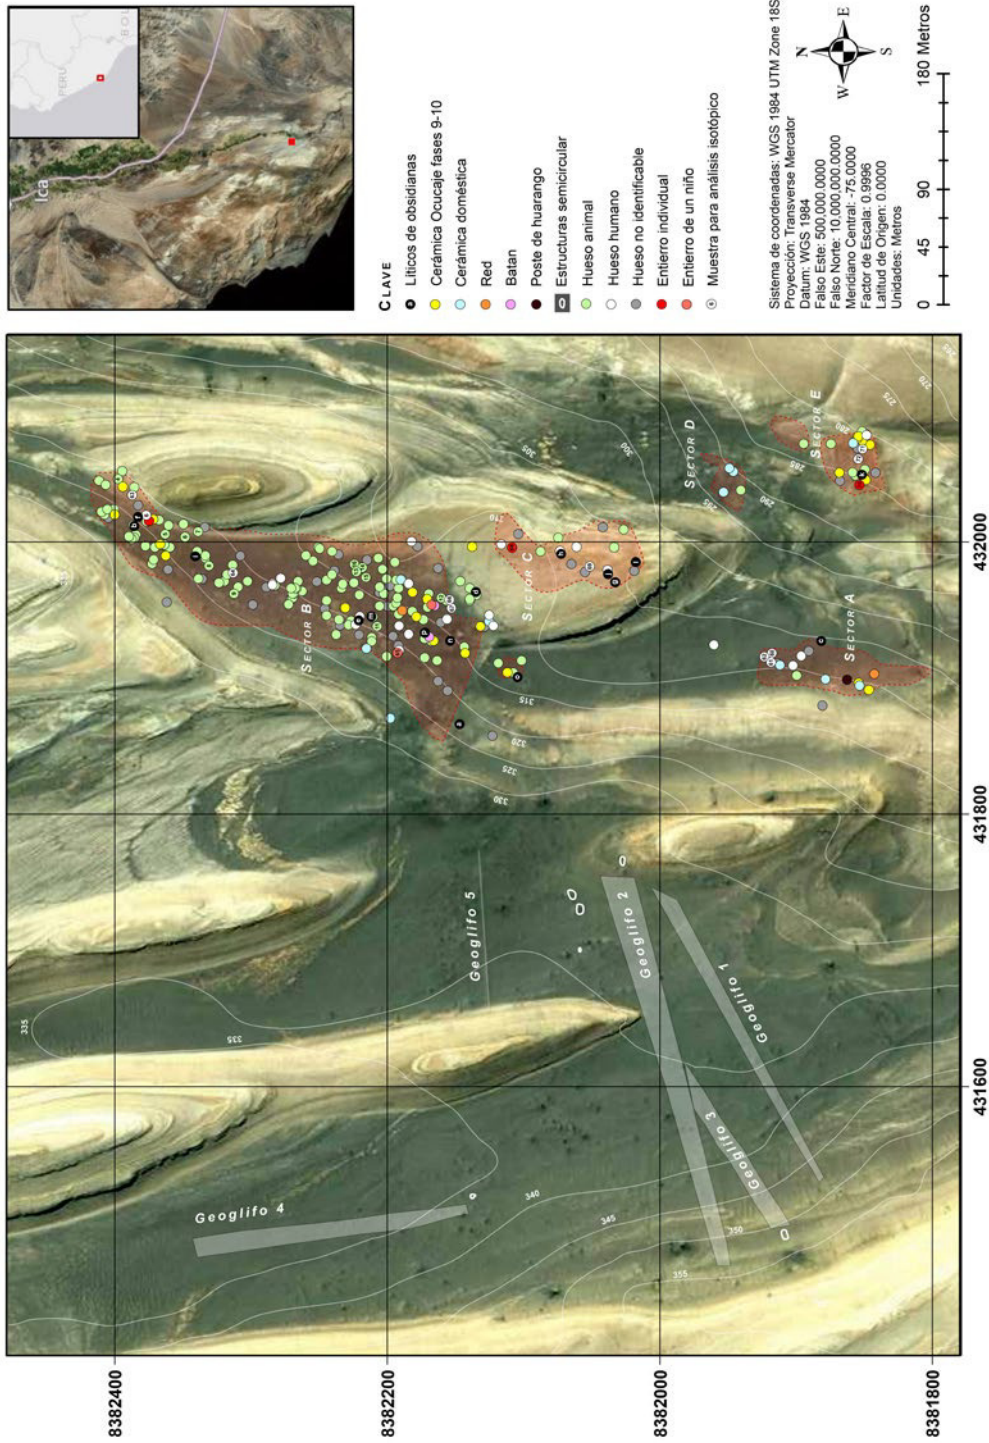 PERU
B O L
Ica
CLAVE
a Líticos de obsidianas
Cerámica Ocucaje fases 9-10
Cerámica doméstica
Red
Batan
Poste de huarango
Estructuras semicircular
Hueso animal
Hueso humano
Hueso no identificable
Entierro individual
Entierro de un niño
Muestra para análisis isotópico
Sistema de coordenadas: WGS 1984 UTM Zone 18S
Proyección: Transverse Mercator
Datum: WGS 1984
Falso Este: 500,000.0000
Falso Norte: 10,000,000.0000
Meridiano Central: -75.0000
Factor de Escala: 0.9996
Latitud de Origen: 0.0000
Unidades: Metros
N
W
E
S
0 45 90 180 Metros
SECTOR A
SECTOR B
SECTOR C
SECTOR D
SECTOR E
Geoglifo 1
Geoglifo 2
Geoglifo 3
Geoglifo 4
Geoglifo 5
265
270
275
280
285
290
295
300
305
310
315
320
325
330
335
335
340
345
350
355
8382400
8382200
8382000
8381800
431600
431800
432000